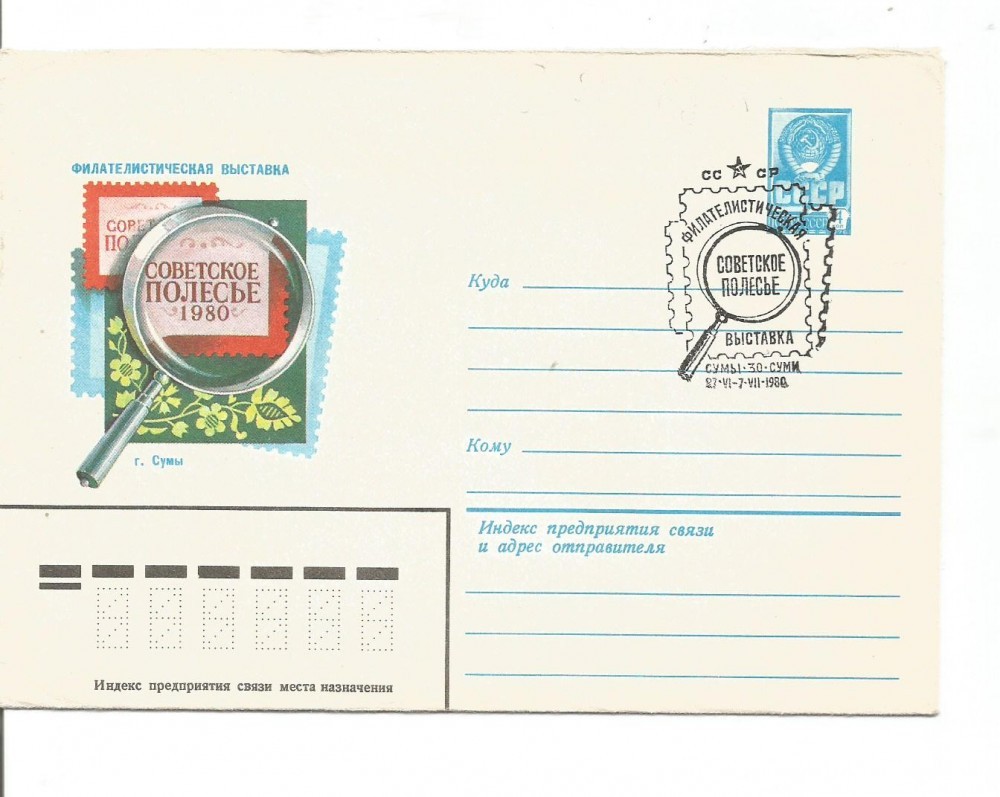 ФИЛАТЕЛИСТИЧЕСКАЯ ВЫСТАВКА
СОВЕТСКОЕ
ПОЛЕСЬЕ
1980
г. Сумы
СС СР
ФИЛАТЕЛИСТИЧЕСКАЯ
СОВЕТСКОЕ
ПОЛЕСЬЕ
ВЫСТАВКА
СУМЫ·30·СУМИ
27·VI–7·VII·1980
СССР
Куда
Кому
Индекс предприятия связи
и адрес отправителя
Индекс предприятия связи места назначения